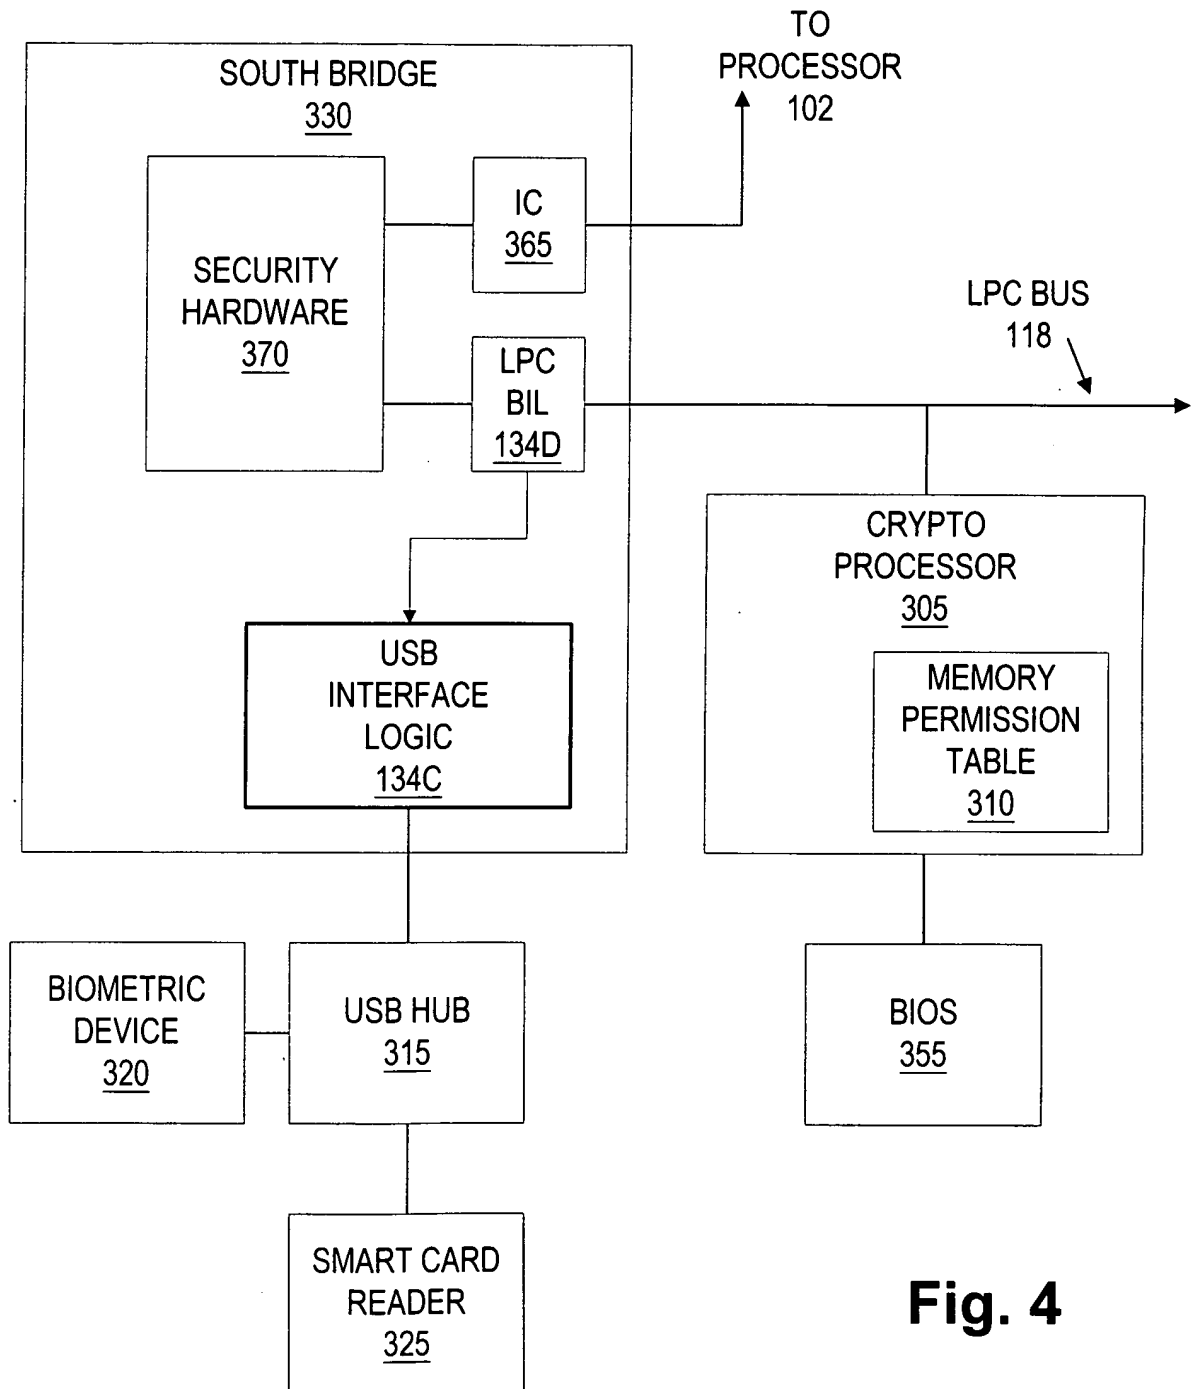 TO
PROCESSOR
102
SOUTH BRIDGE
330
IC
365
SECURITY
HARDWARE
370
LPC BUS
118
LPC
BIL
134D
CRYPTO
PROCESSOR
305
USB
INTERFACE
LOGIC
134C
MEMORY
PERMISSION
TABLE
310
BIOMETRIC
DEVICE
320
USB HUB
315
BIOS
355
SMART CARD
READER
325
Fig. 4